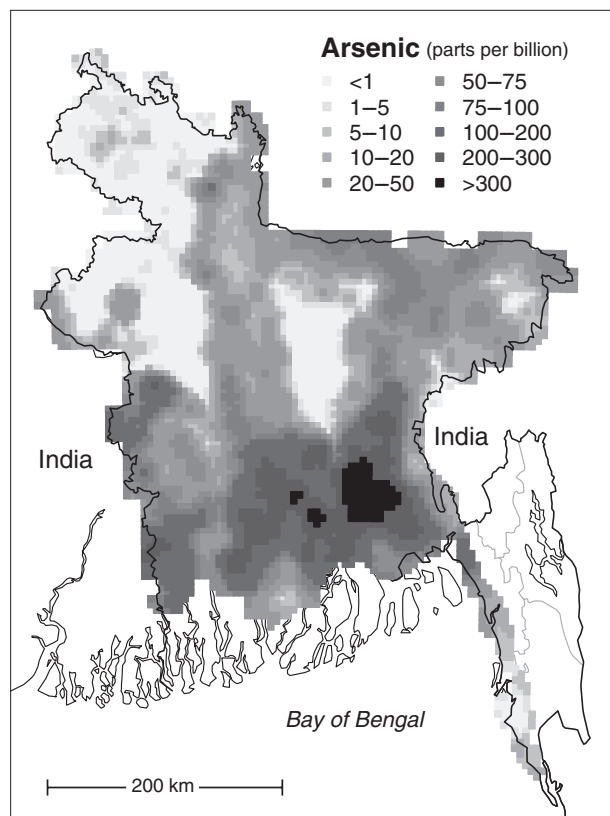 Arsenic (parts per billion)
<1
1–5
5–10
10–20
20–50
50–75
75–100
100–200
200–300
>300
India
India
Bay of Bengal
200 km